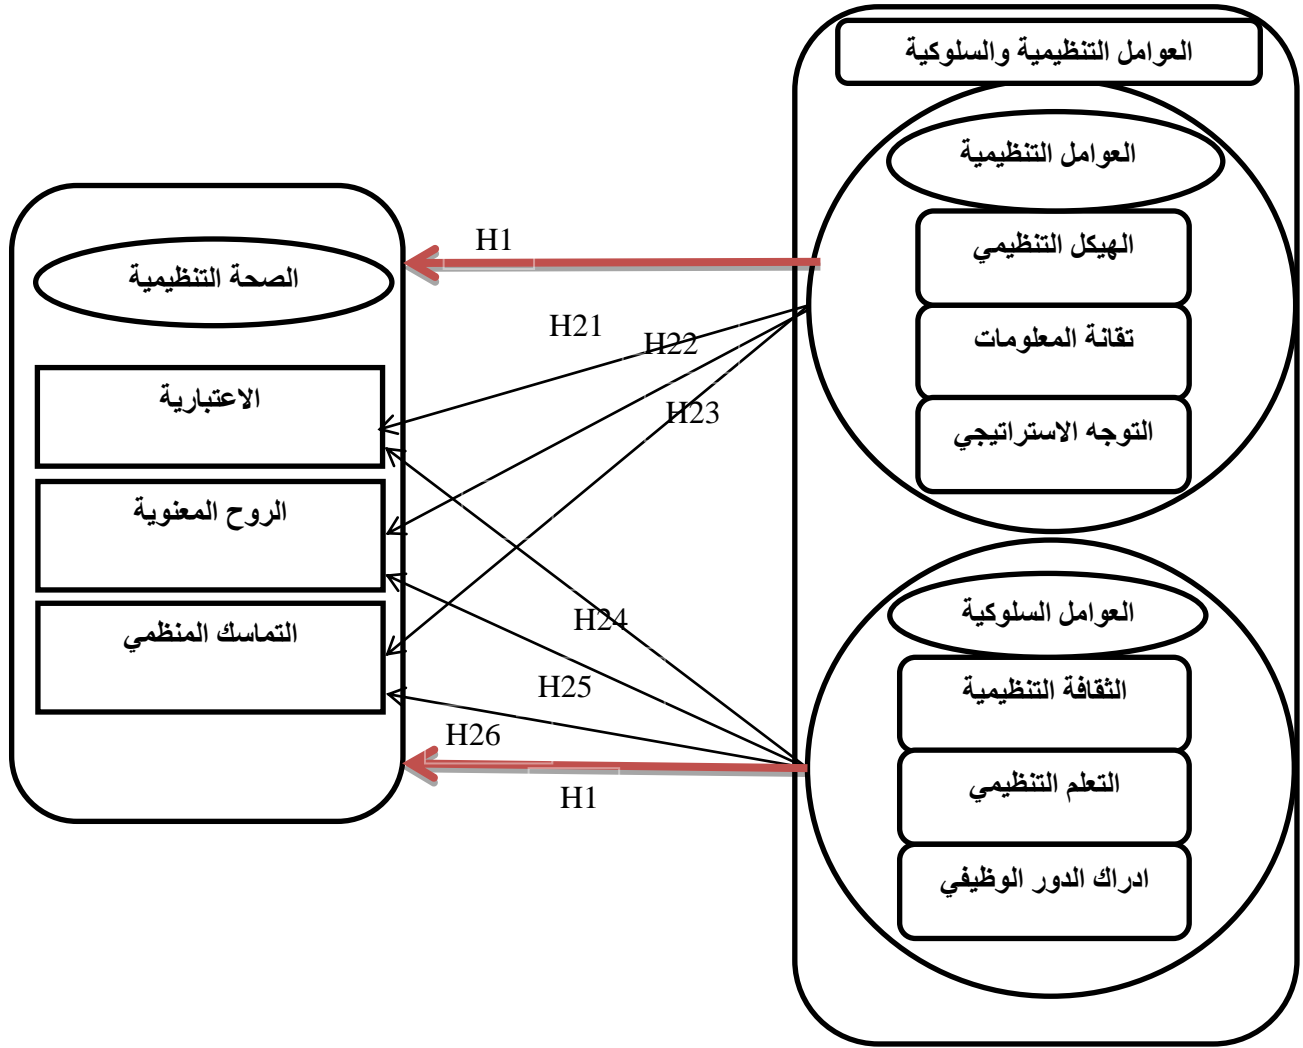 العوامل التنظيمية والسلوكية
العوامل التنظيمية
الهيكل التنظيمي
تقانة المعلومات
التوجه الاستراتيجي
العوامل السلوكية
الثقافة التنظيمية
التعلم التنظيمي
ادراك الدور الوظيفي
H1
H21
H22
H23
H24
H25
H26
H1
الصحة التنظيمية
الاعتبارية
الروح المعنوية
التماسك المنظمي